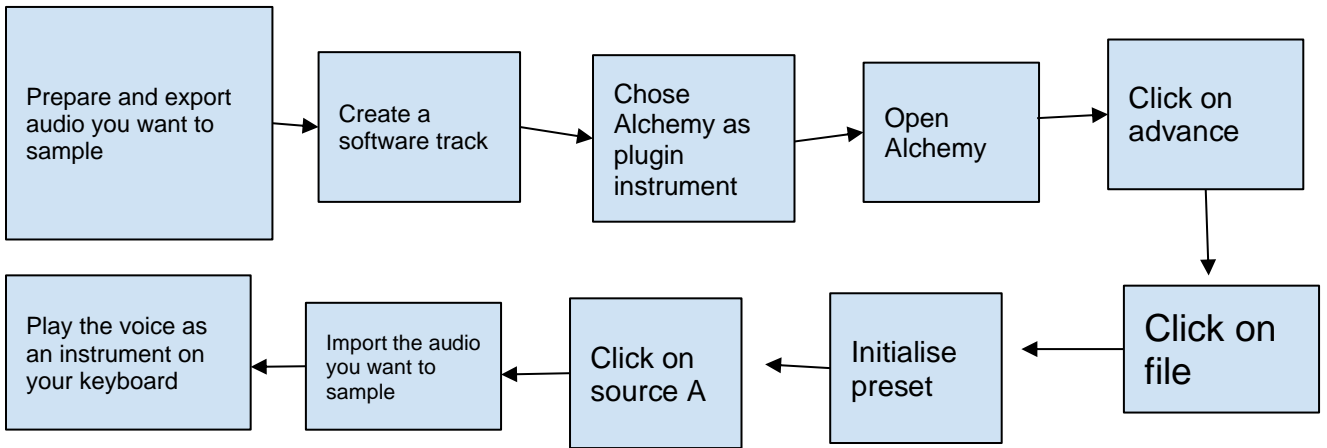 Prepare and export
audio you want to
sample
Create a
software track
Chose
Alchemy as
plugin
instrument
Open
Alchemy
Click on
advance
Click on
file
Initialise
preset
Click on
source A
Import the audio
you want to
sample
Play the voice as
an instrument on
your keyboard